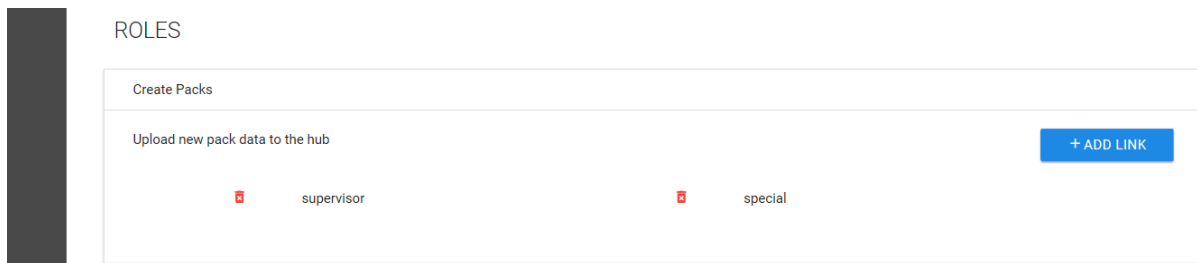 ROLES
Create Packs
Upload new pack data to the hub
+ ADD LINK
supervisor special